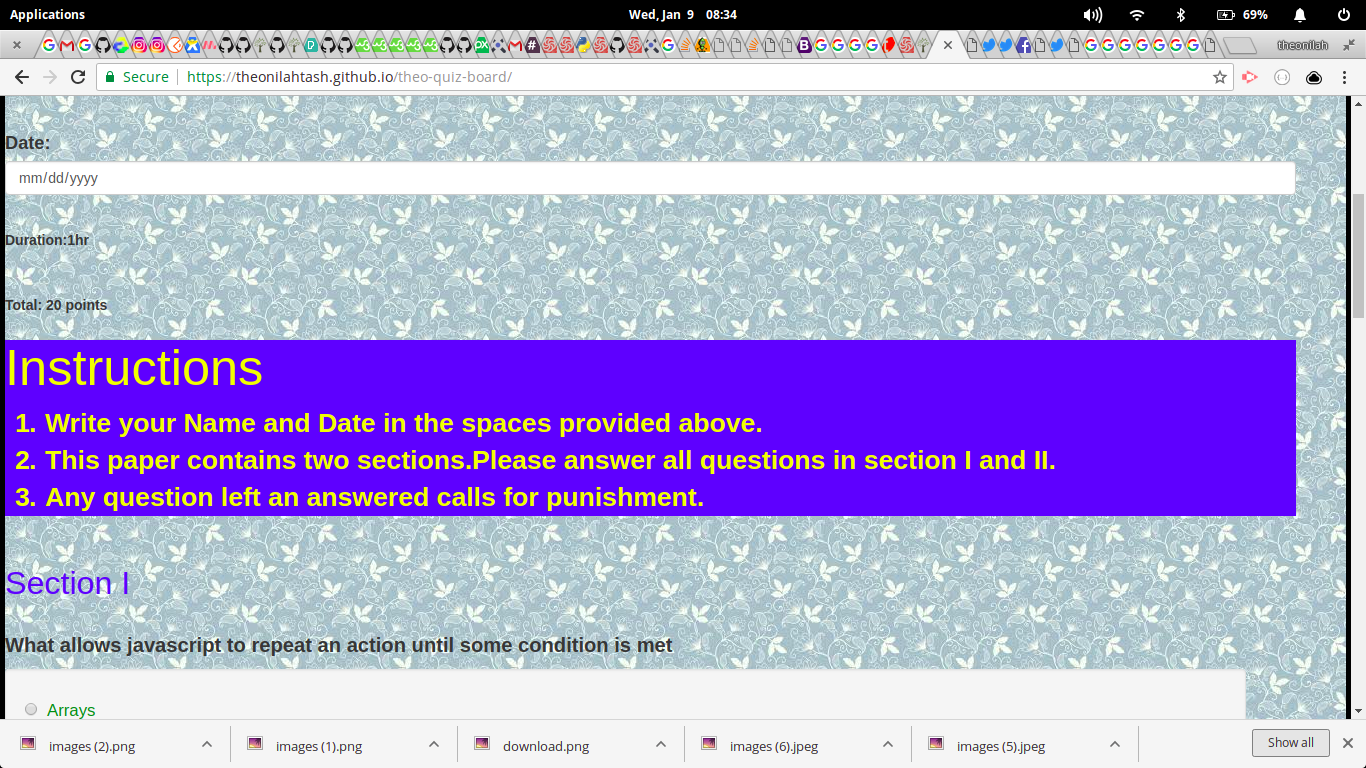 Applications
Wed, Jan 9 08:34
69%
theonilah
Secure
https://theonilahtash.github.io/theo-quiz-board/
Date:
mm/dd/yyyy
Duration:1hr
Total: 20 points
Instructions
1. Write your Name and Date in the spaces provided above.
2. This paper contains two sections.Please answer all questions in section I and II.
3. Any question left an answered calls for punishment.
Section I
What allows javascript to repeat an action until some condition is met
Arrays
images (2).png
images (1).png
download.png
images (6).jpeg
images (5).jpeg
Show all